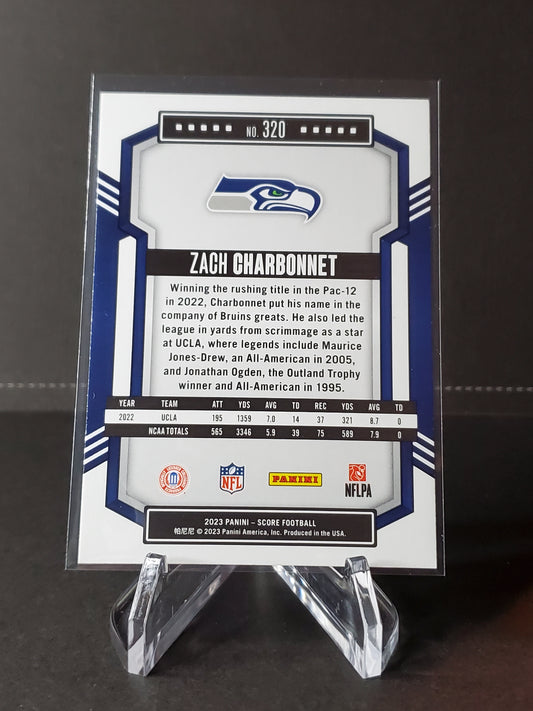 NO. 320
ZACH CHARBONNET
Winning the rushing title in the Pac-12
in 2022, Charbonnet put his name in the
company of Bruins greats. He also led the
league in yards from scrimmage as a star
at UCLA, where legends include Maurice
Jones-Drew, an All-American in 2005,
and Jonathan Ogden, the Outland Trophy
winner and All-American in 1995.
YEAR TEAM ATT YDS AVG TD REC YDS AVG TD
2022 UCLA 195 1359 7.0 14 37 321 8.7 0
NCAA TOTALS 565 3346 5.9 39 75 589 7.9 0
NFL
PANINI
NFLPA
2023 PANINI – SCORE FOOTBALL
帕尼尼 © 2023 Panini America, Inc. Produced in the USA.